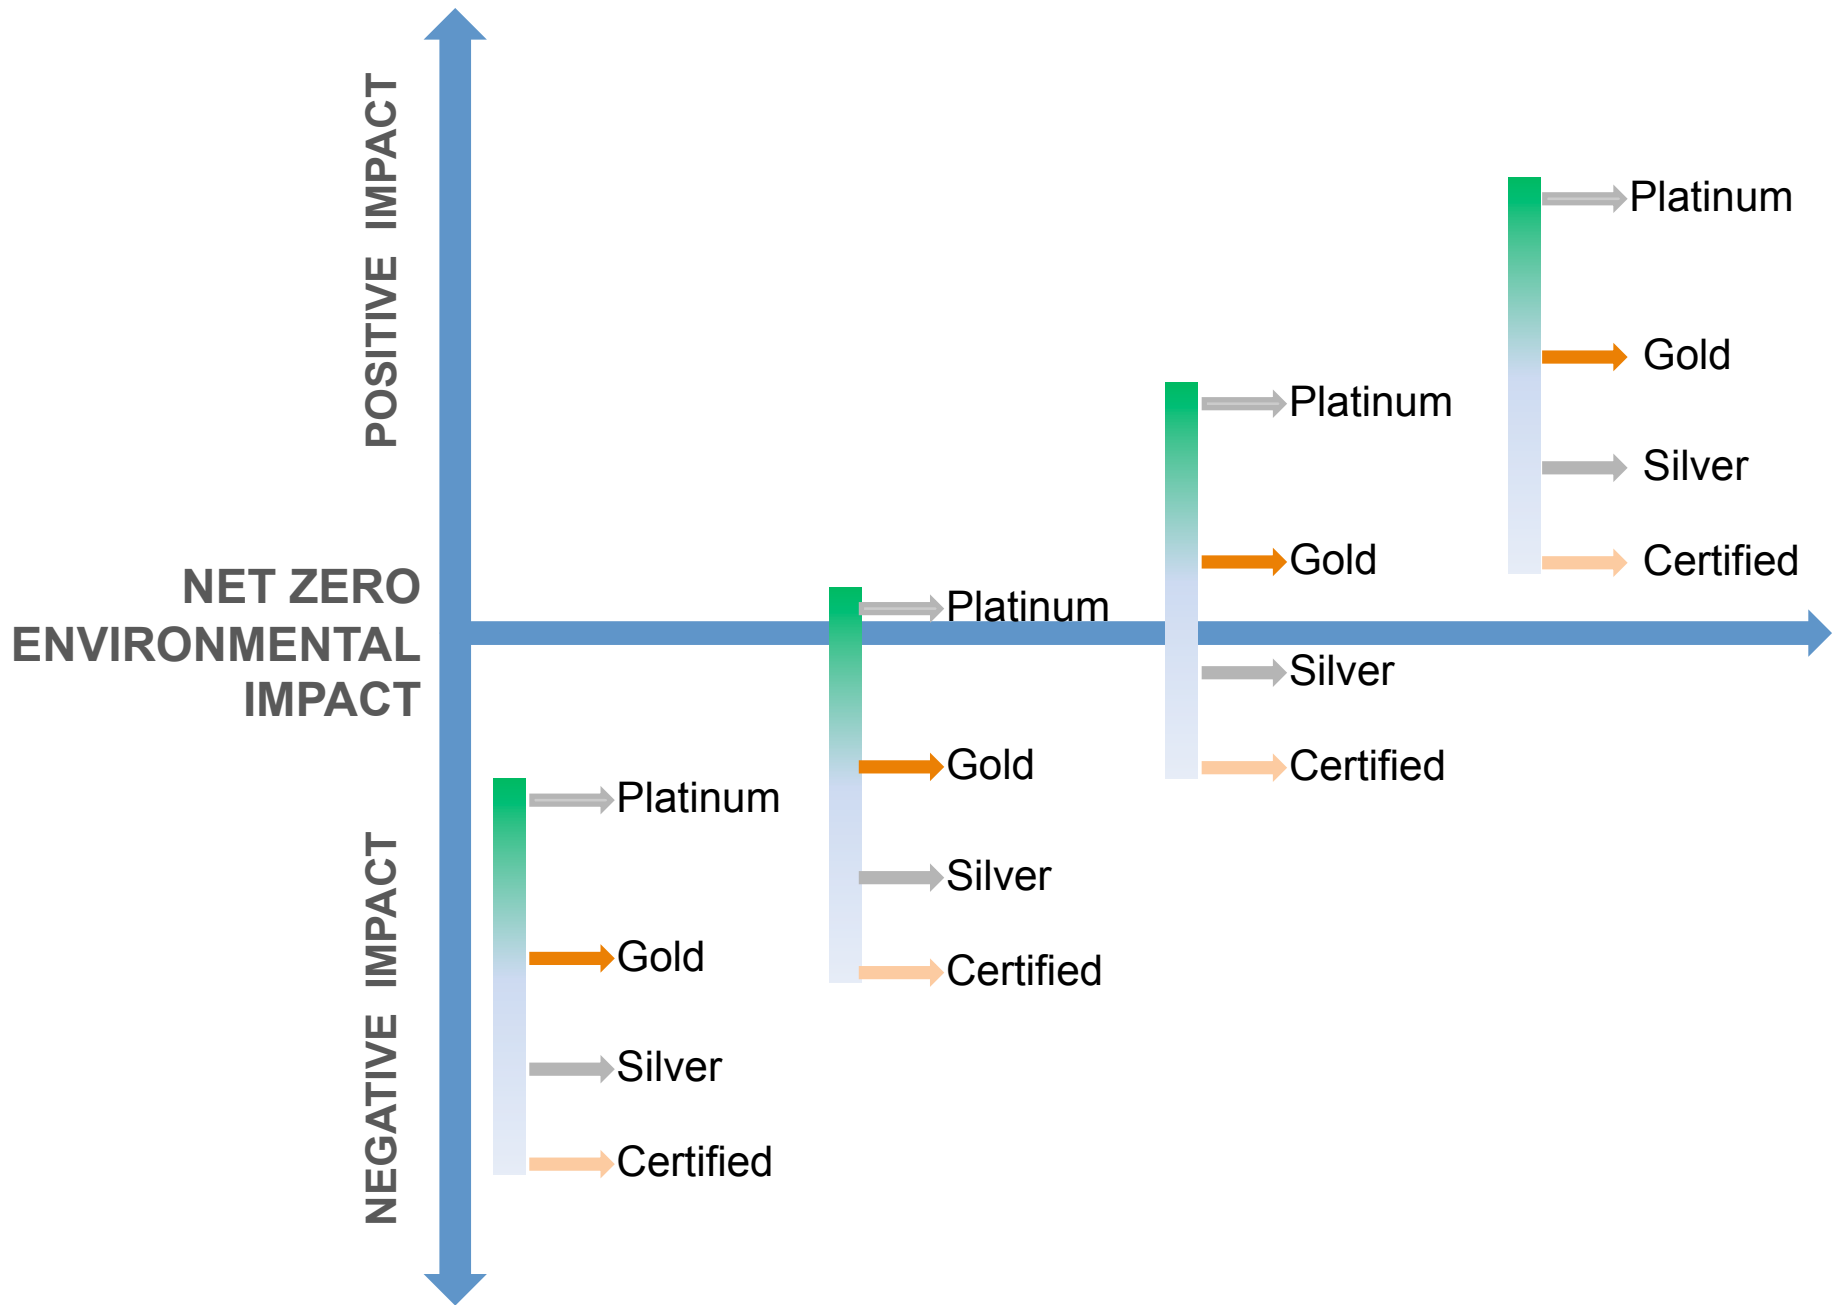 POSITIVE IMPACT
NET ZERO
ENVIRONMENTAL
IMPACT
NEGATIVE IMPACT
Platinum
Gold
Silver
Certified
Platinum
Gold
Silver
Certified
Platinum
Gold
Silver
Certified
Platinum
Gold
Silver
Certified